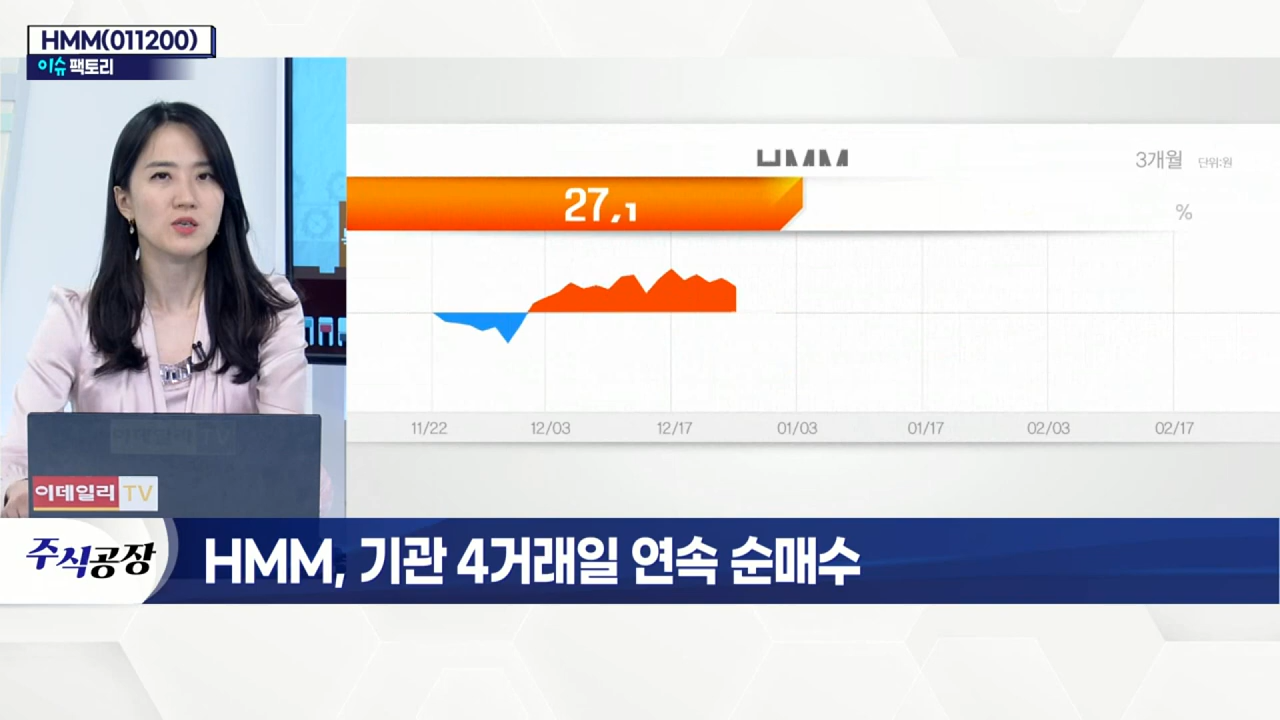 HMM(011200)
이슈 팩토리
HMM
3개월 단위:원
%
11/22 12/03 12/17 01/03 01/17 02/03 02/17
이데일리 TV
주식공장
HMM, 기관 4거래일 연속 순매수